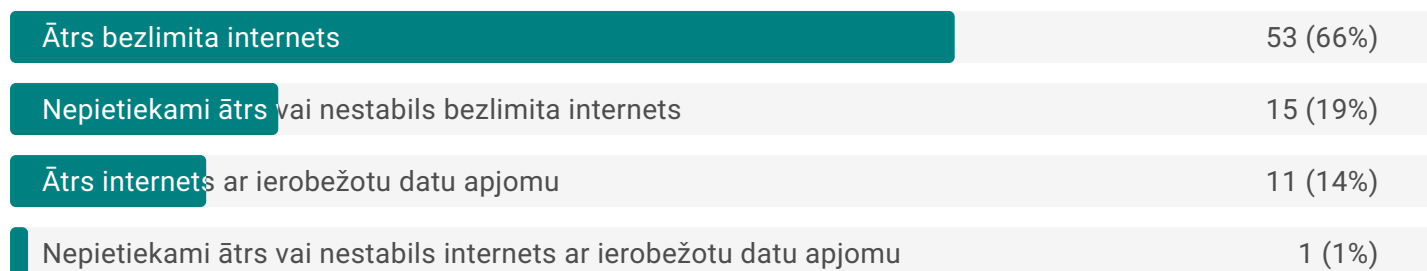 Ātrs bezlimita internets 53 (66%)
Nepietiekami ātrs vai nestabils bezlimita internets 15 (19%)
Ātrs internets ar ierobežotu datu apjomu 11 (14%)
Nepietiekami ātrs vai nestabils internets ar ierobežotu datu apjomu 1 (1%)